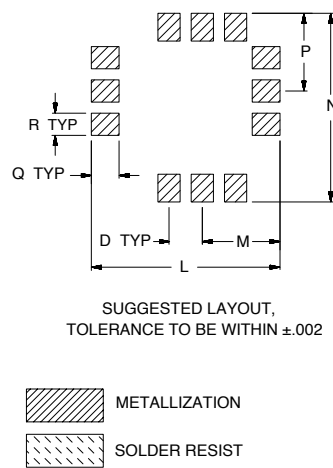 P
N
R TYP
Q TYP
D TYP
M
L
SUGGESTED LAYOUT,
TOLERANCE TO BE WITHIN ±.002
METALLIZATION
SOLDER RESIST